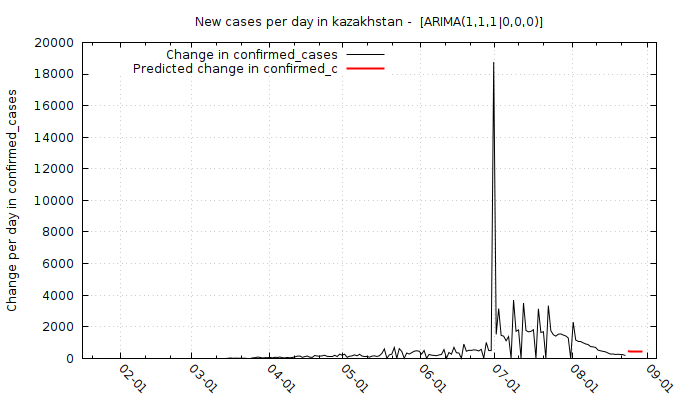 New cases per day in kazakhstan -  [ARIMA(1,1,1|0,0,0)]
Change in confirmed_cases
Predicted change in confirmed_c
Change per day in confirmed_cases
20000
18000
16000
14000
12000
10000
8000
6000
4000
2000
0
02-01 03-01 04-01 05-01 06-01 07-01 08-01 09-01